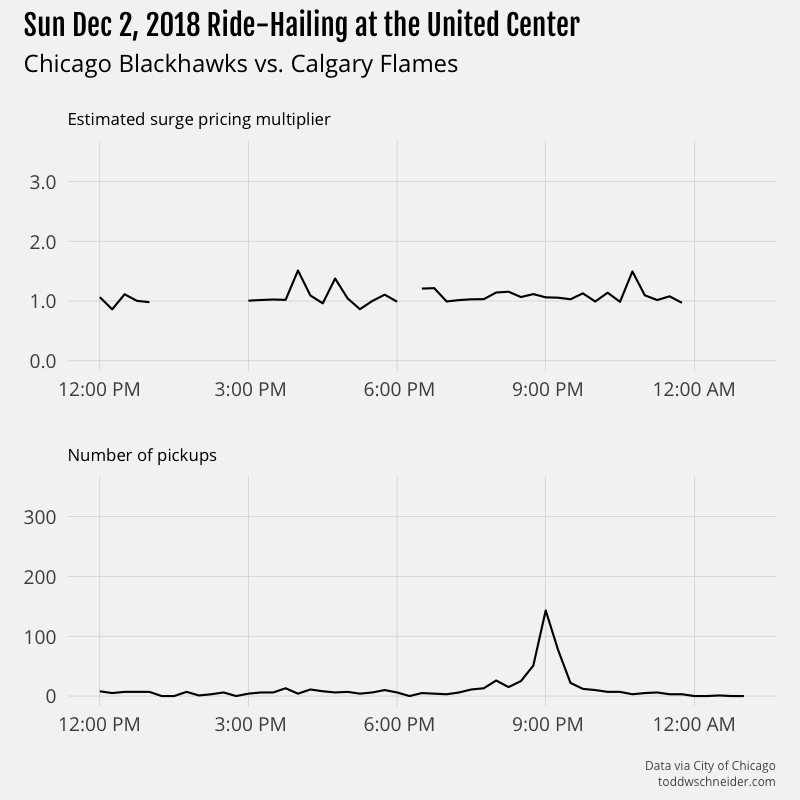 Sun Dec 2, 2018 Ride-Hailing at the United Center
Chicago Blackhawks vs. Calgary Flames
Estimated surge pricing multiplier
3.0
2.0
1.0
0.0
12:00 PM 3:00 PM 6:00 PM 9:00 PM 12:00 AM
Number of pickups
300
200
100
0
12:00 PM 3:00 PM 6:00 PM 9:00 PM 12:00 AM
Data via City of Chicago
toddwschneider.com